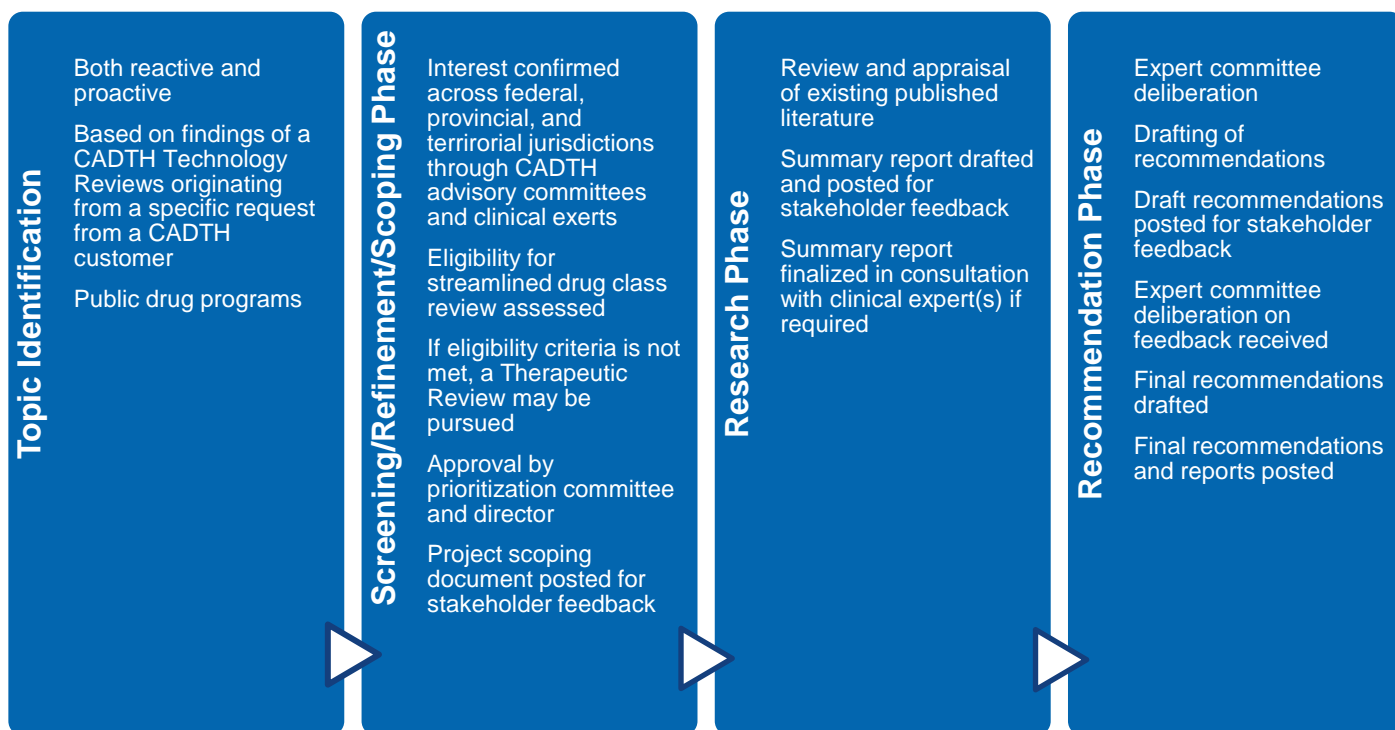 Topic Identification
Both reactive and
proactive
Based on findings of a
CADTH Technology
Reviews originating
from a specific request
from a CADTH
customer
Public drug programs
Screening/Refinement/Scoping Phase
Interest confirmed
across federal,
provincial, and
terrirorial jurisdictions
through CADTH
advisory committees
and clinical exerts
Eligibility for
streamlined drug class
review assessed
If eligibility criteria is not
met, a Therapeutic
Review may be
pursued
Approval by
prioritization committee
and director
Project scoping
document posted for
stakeholder feedback
Research Phase
Review and appraisal
of existing published
literature
Summary report drafted
and posted for
stakeholder feedback
Summary report
finalized in consultation
with clinical expert(s) if
required
Recommendation Phase
Expert committee
deliberation
Drafting of
recommendations
Draft recommendations
posted for stakeholder
feedback
Expert committee
deliberation on
feedback received
Final recommendations
drafted
Final recommendations
and reports posted